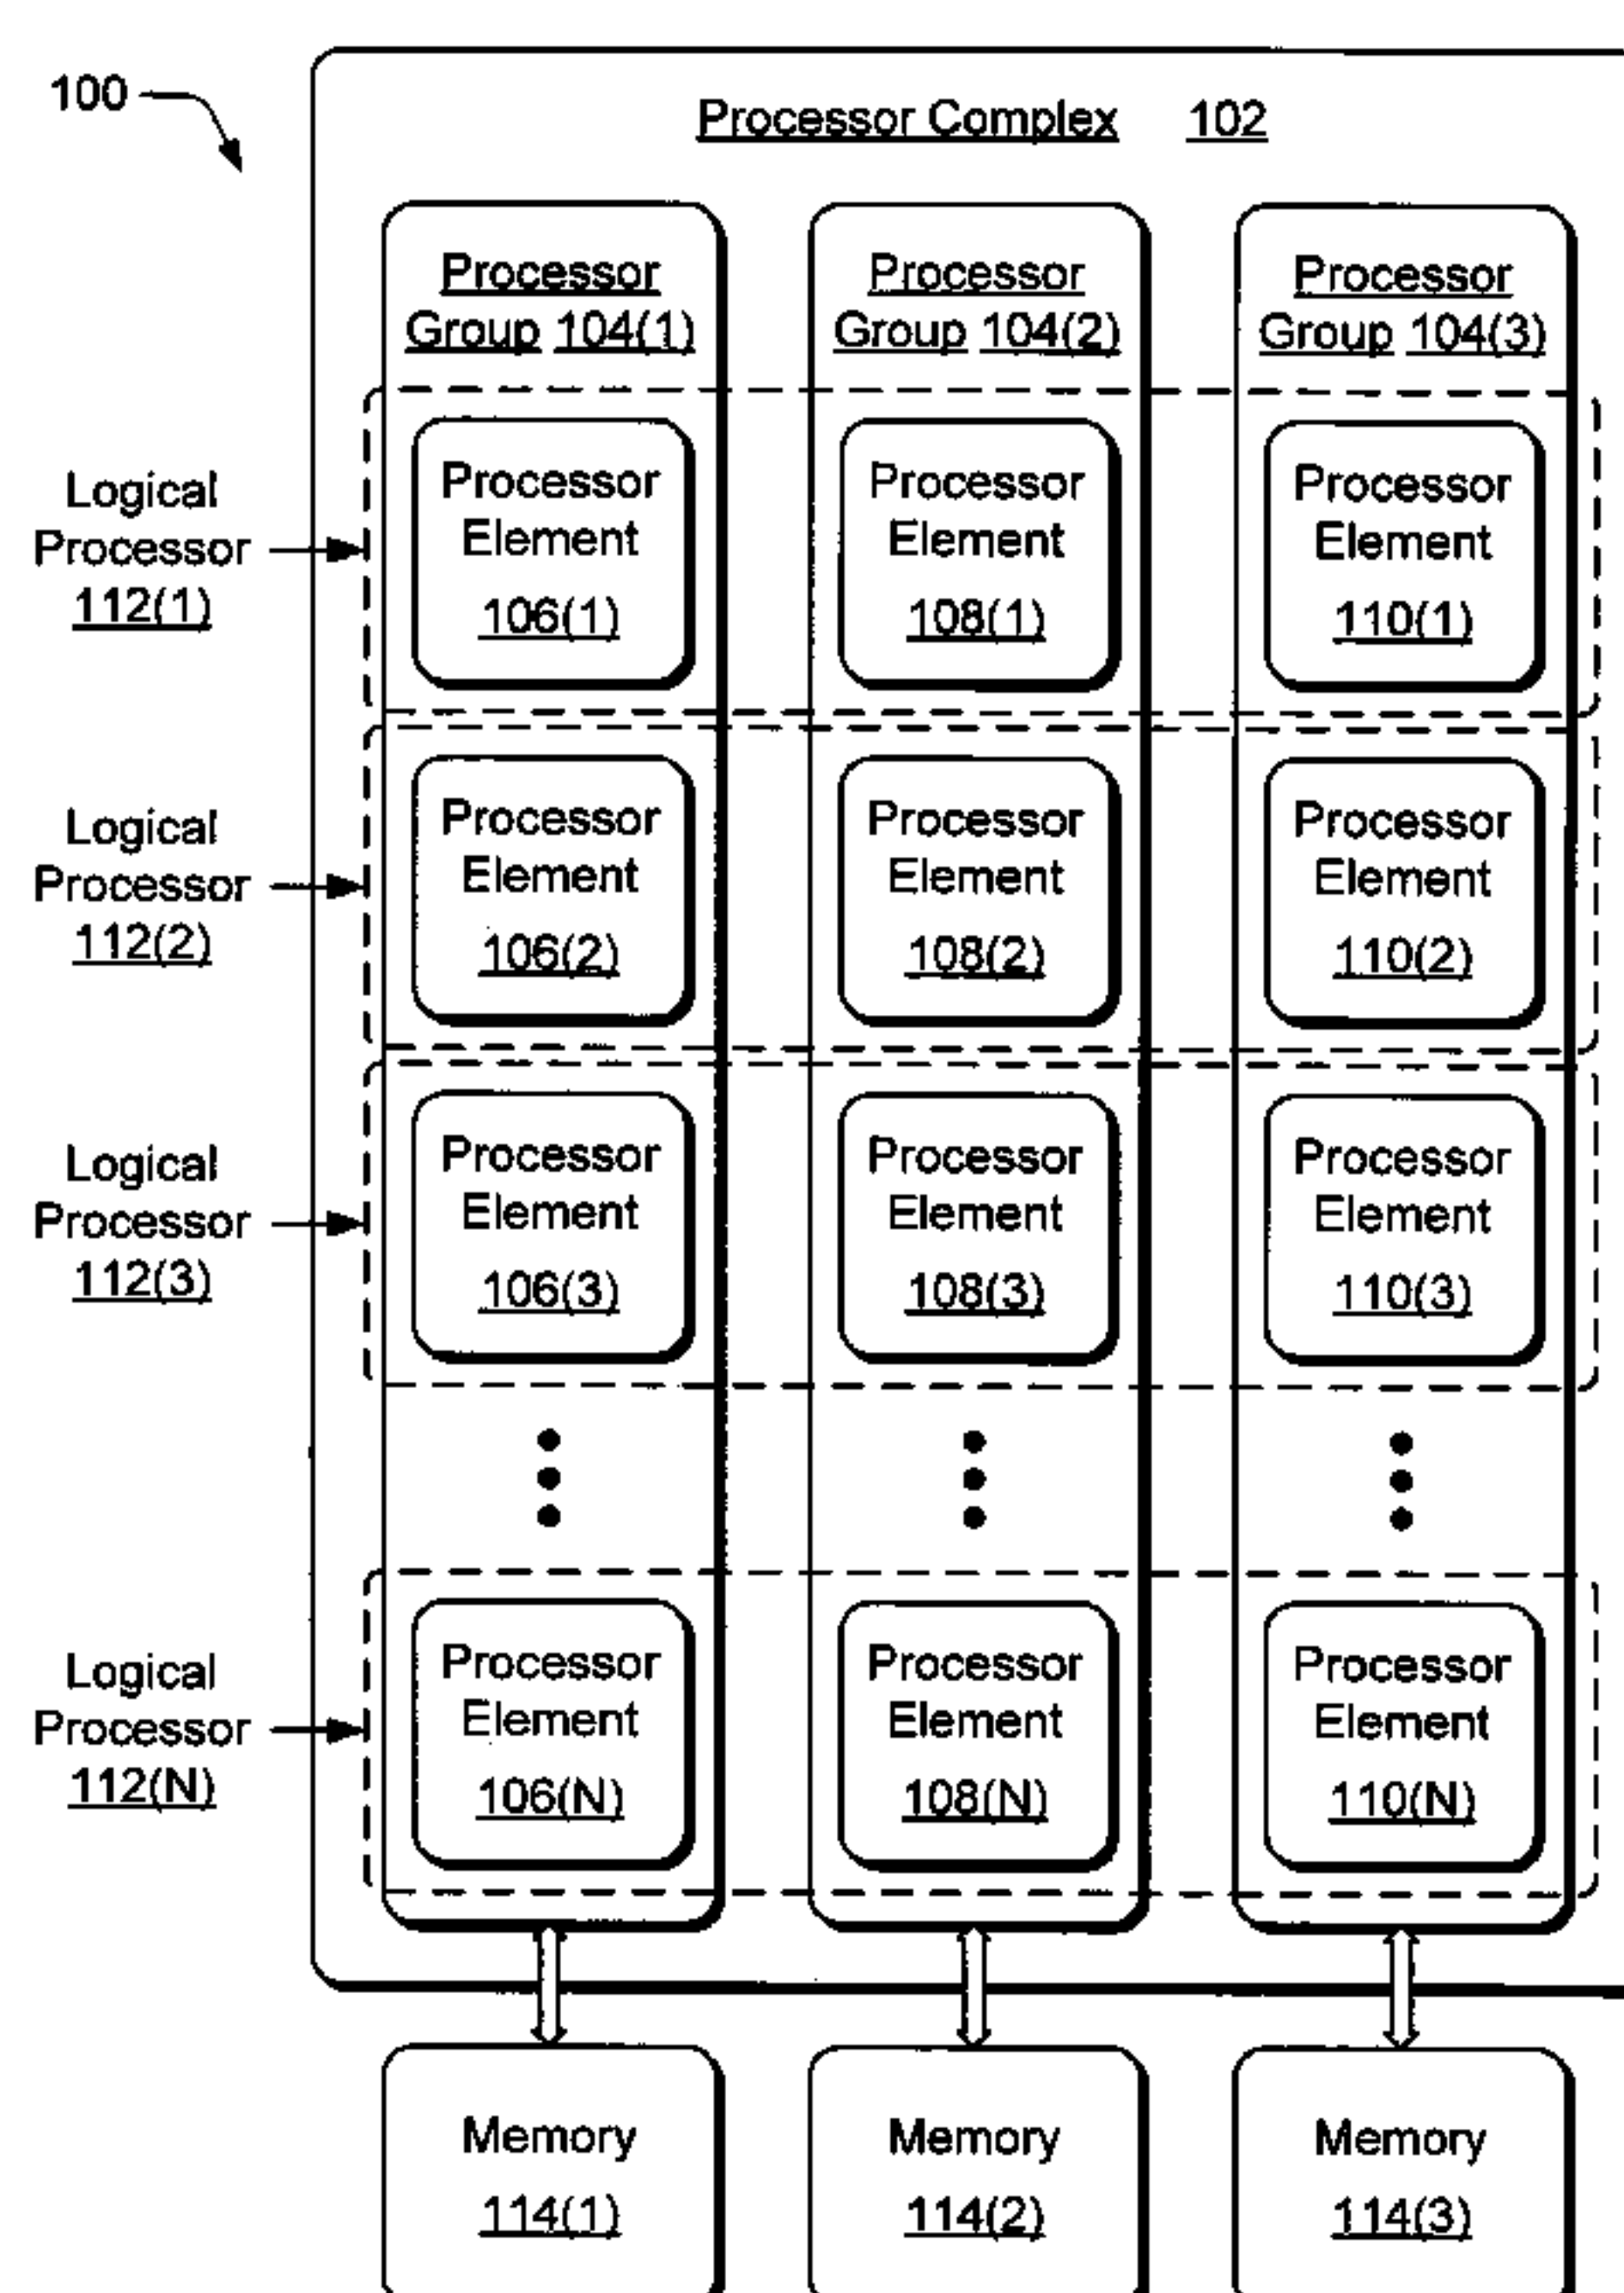 100
Processor Complex 102
Processor
Group 104(1)
Processor
Group 104(2)
Processor
Group 104(3)
Logical
Processor
112(1)
Processor
Element
106(1)
Processor
Element
108(1)
Processor
Element
110(1)
Logical
Processor
112(2)
Processor
Element
106(2)
Processor
Element
108(2)
Processor
Element
110(2)
Logical
Processor
112(3)
Processor
Element
106(3)
Processor
Element
108(3)
Processor
Element
110(3)
Logical
Processor
112(N)
Processor
Element
106(N)
Processor
Element
108(N)
Processor
Element
110(N)
Memory
114(1)
Memory
114(2)
Memory
114(3)